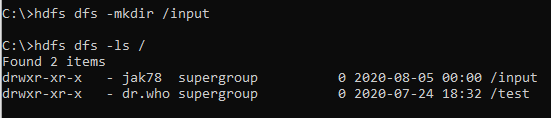 C:\>hdfs dfs -mkdir /input
C:\>hdfs dfs -ls /
Found 2 items
drwxr-xr-x   - jak78  supergroup          0 2020-08-05 00:00 /input
drwxr-xr-x   - dr.who supergroup          0 2020-07-24 18:32 /test